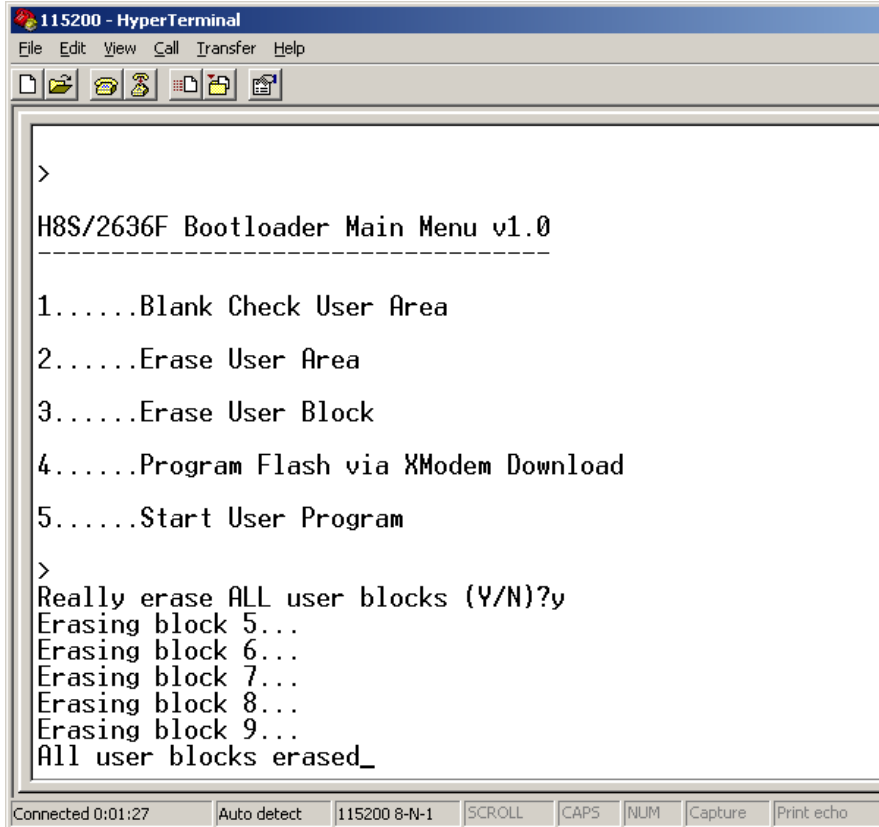 115200 - HyperTerminal
File Edit View Call Transfer Help
>
H8S/2636F Bootloader Main Menu v1.0
-----------------------------------
1......Blank Check User Area
2......Erase User Area
3......Erase User Block
4......Program Flash via XModem Download
5......Start User Program
>
Really erase ALL user blocks (Y/N)?y
Erasing block 5...
Erasing block 6...
Erasing block 7...
Erasing block 8...
Erasing block 9...
All user blocks erased_
Connected 0:01:27 Auto detect 115200 8-N-1 SCROLL CAPS NUM Capture Print echo